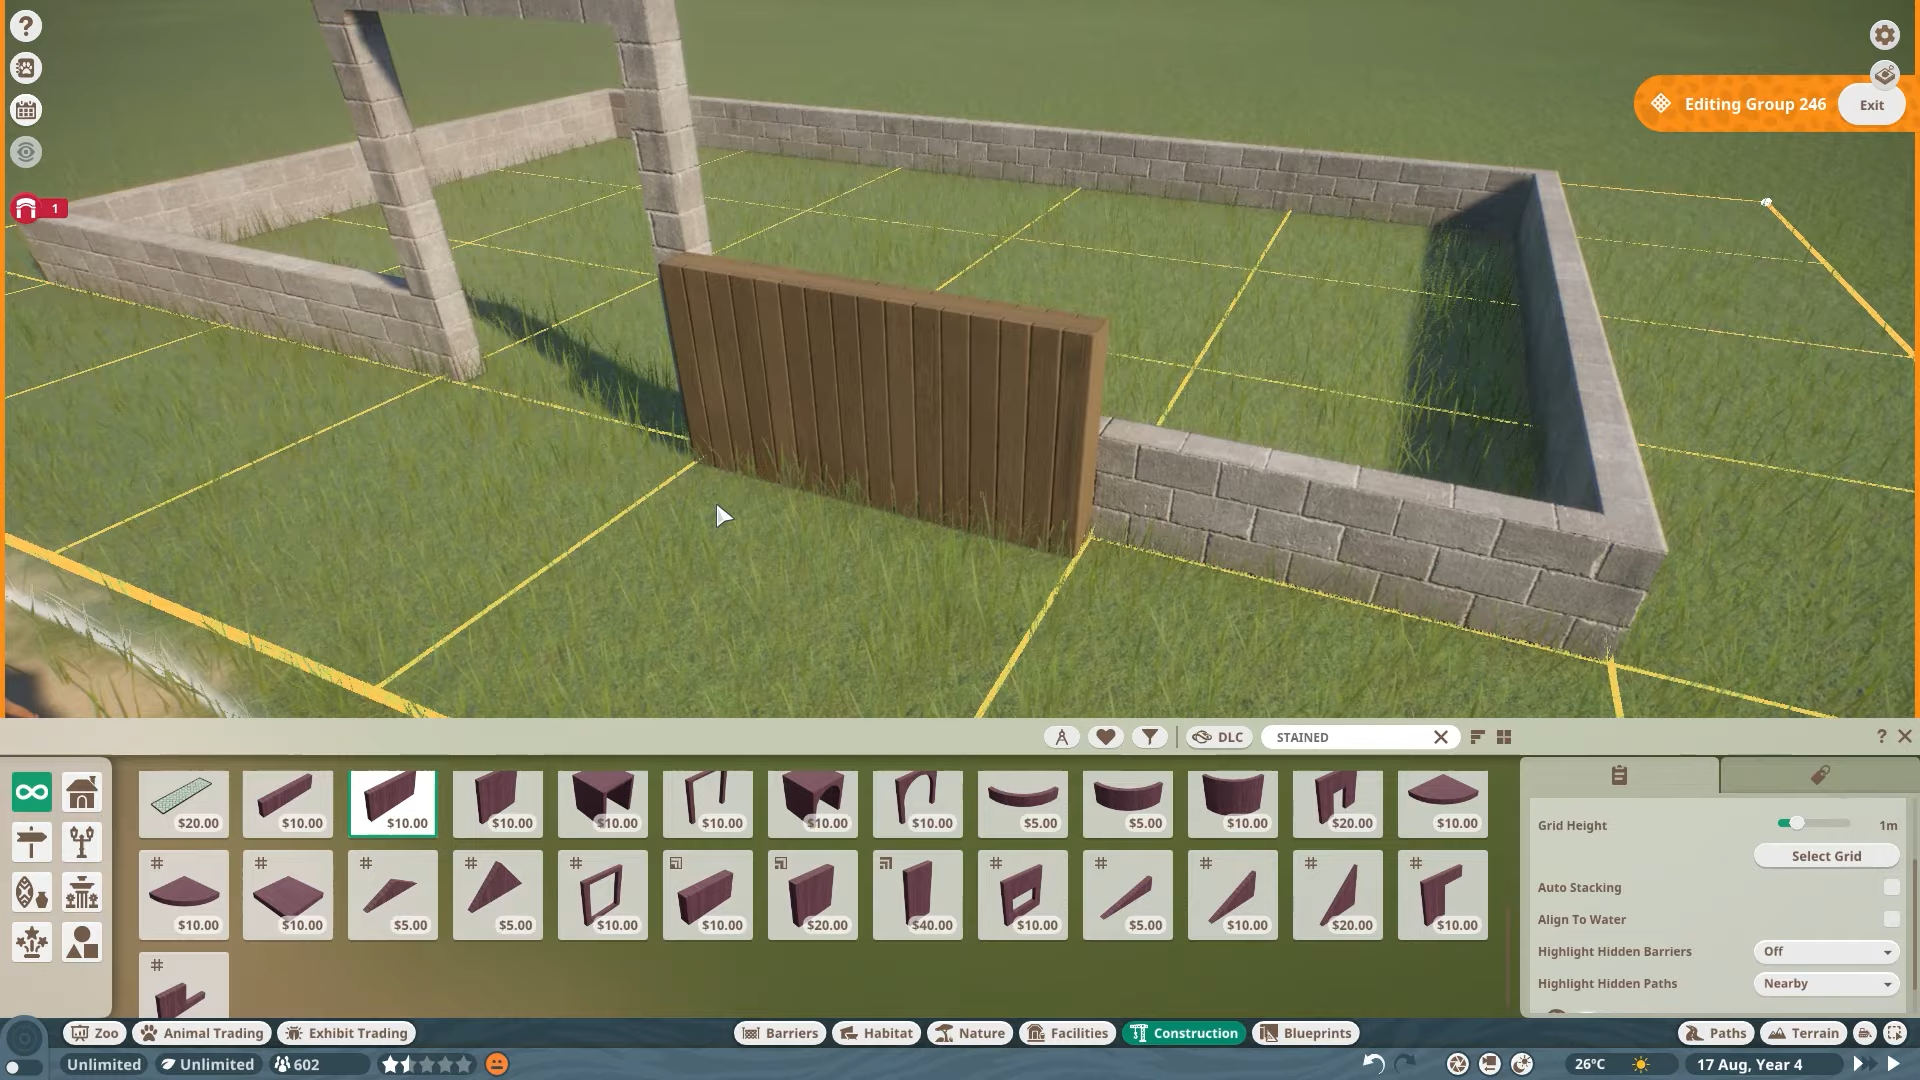 ?
Editing Group 246
Exit
1
DLC
STAINED
?
$20.00
$10.00
$10.00
$10.00
$10.00
$10.00
$10.00
$10.00
$5.00
$5.00
$10.00
$20.00
$10.00
$10.00
$10.00
$5.00
$5.00
$10.00
$10.00
$20.00
$40.00
$10.00
$5.00
$10.00
$20.00
$10.00
Grid Height
1m
Select Grid
Auto Stacking
Align To Water
Highlight Hidden Barriers
Off
Highlight Hidden Paths
Nearby
Zoo
Animal Trading
Exhibit Trading
Barriers
Habitat
Nature
Facilities
Construction
Blueprints
Paths
Terrain
Unlimited
Unlimited
602
26°C
17 Aug, Year 4